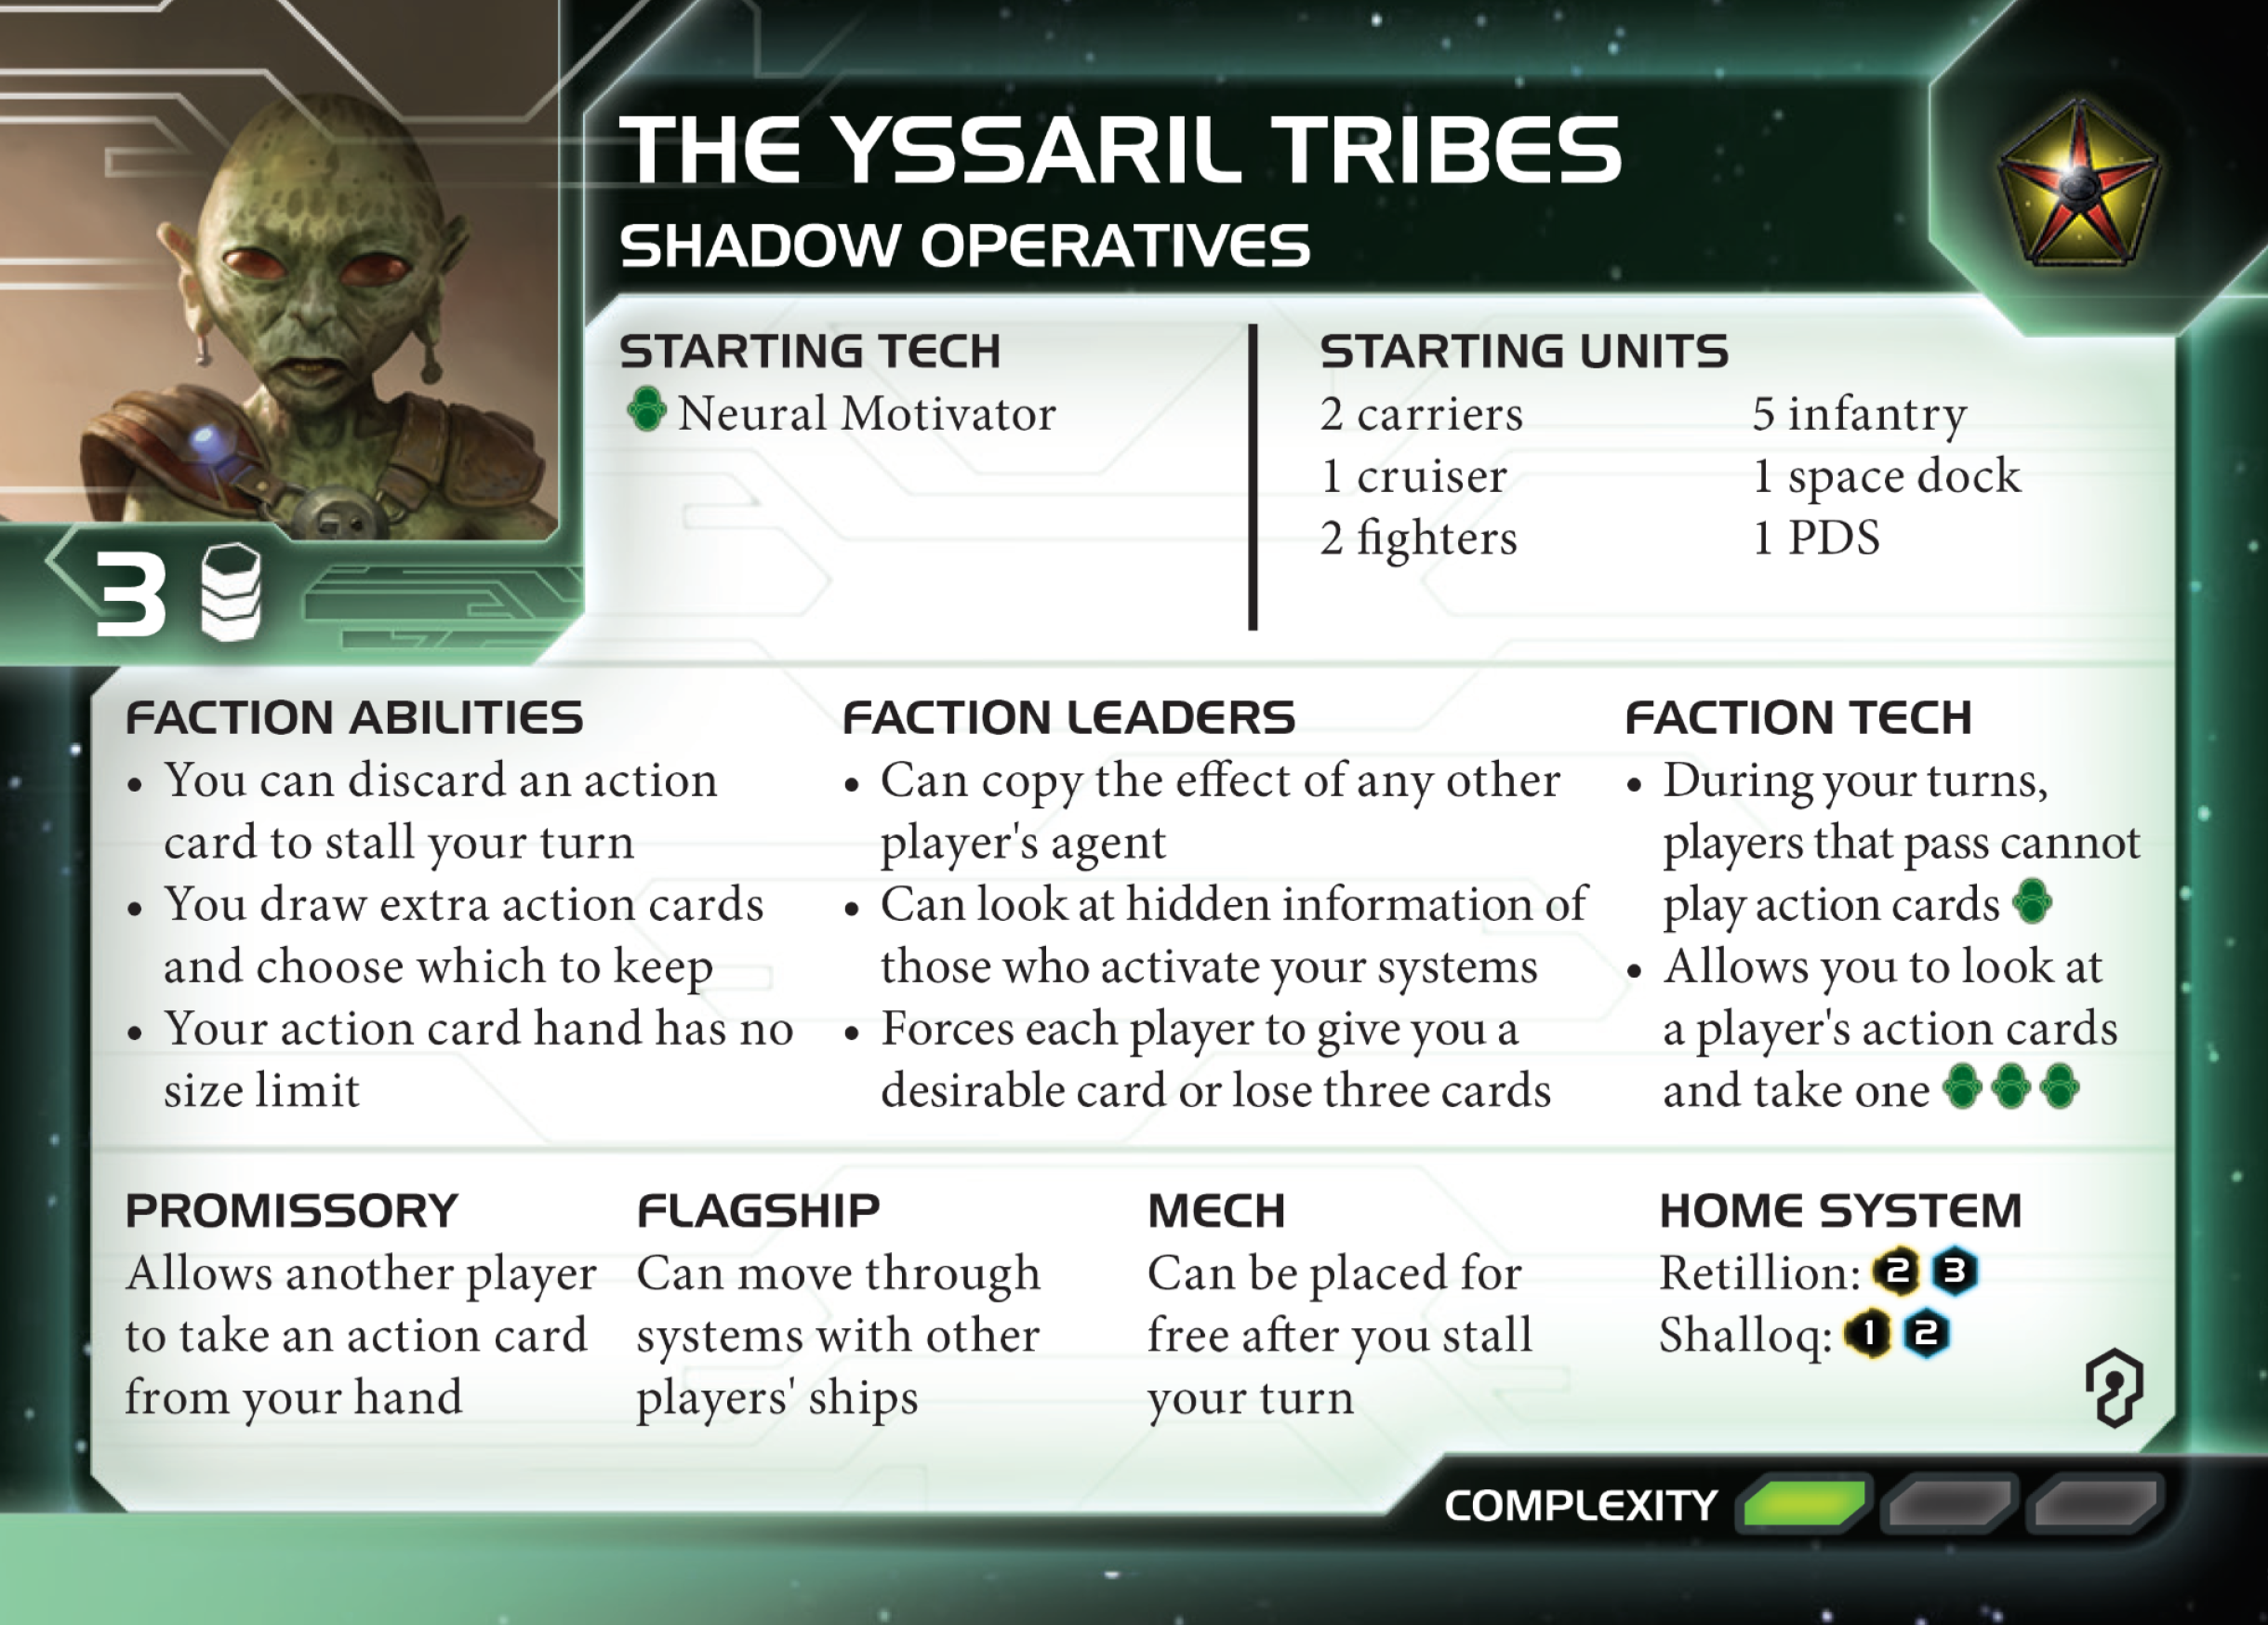 THE YSSARIL TRIBES
SHADOW OPERATIVES
3
STARTING TECH
Neural Motivator
STARTING UNITS
2 carriers
1 cruiser
2 fighters
5 infantry
1 space dock
1 PDS
FACTION ABILITIES
• You can discard an action
card to stall your turn
• You draw extra action cards
and choose which to keep
• Your action card hand has no
size limit
FACTION LEADERS
• Can copy the effect of any other
player's agent
• Can look at hidden information of
those who activate your systems
• Forces each player to give you a
desirable card or lose three cards
FACTION TECH
• During your turns,
players that pass cannot
play action cards
• Allows you to look at
a player's action cards
and take one
PROMISSORY
Allows another player
to take an action card
from your hand
FLAGSHIP
Can move through
systems with other
players' ships
MECH
Can be placed for
free after you stall
your turn
HOME SYSTEM
Retillion: 2 3
Shalloq: 1 2
COMPLEXITY